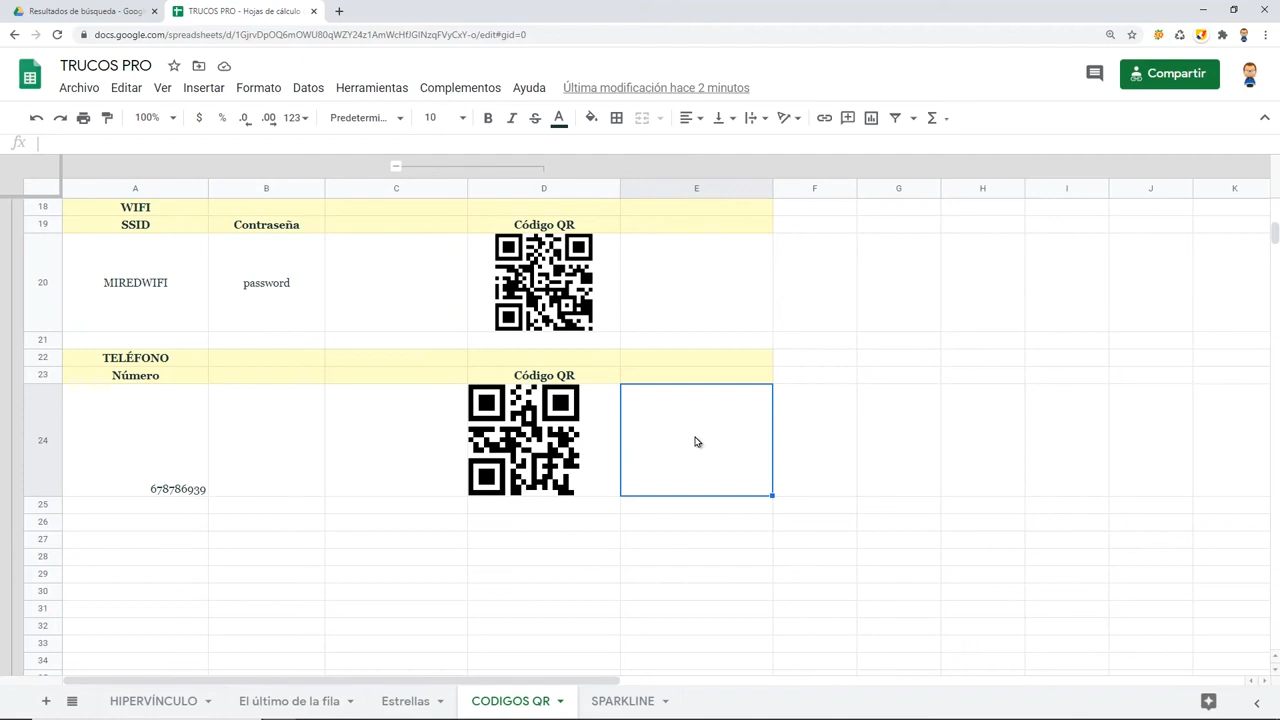 Resultados de búsqueda - Googl
TRUCOS PRO - Hojas de cálculo
docs.google.com/spreadsheets/d/1GjrvDpOQ6mOWU80qWZY24z1AmWcHfJGINzqFVyCxY-o/edit#gid=0
TRUCOS PRO
Archivo Editar Ver Insertar Formato Datos Herramientas Complementos Ayuda Última modificación hace 2 minutos
Compartir
100% $ % .0 .00 123 Predetermi... 10 B I S A Σ
fx
A B C D E F G H I J K
18 WIFI
19 SSID Contraseña Código QR
20 MIREDWIFI password
21
22 TELÉFONO
23 Número Código QR
24 678786939
25
26
27
28
29
30
31
32
33
34
HIPERVÍNCULO El último de la fila Estrellas CODIGOS QR SPARKLINE